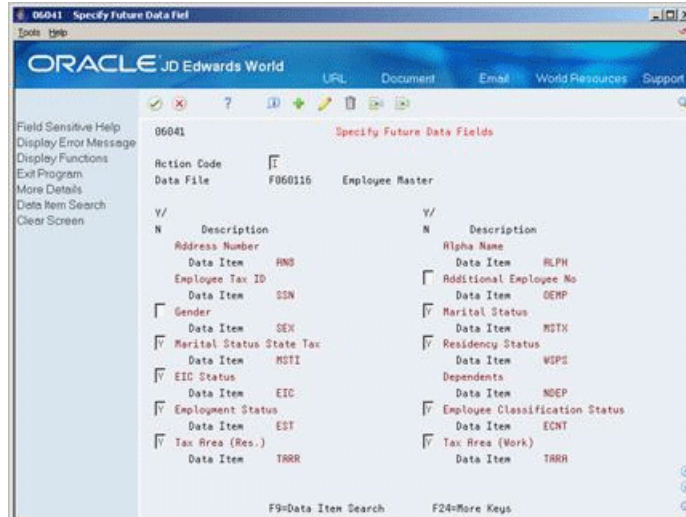 06041 Specify Future Data Fiel
Tools Help
ORACLE JD Edwards World
URL Document Email World Resources Support
Field Sensitive Help
Display Error Message
Display Functions
Exit Program
More Details
Data Item Search
Clear Screen
06041 Specify Future Data Fields
Action Code I
Data File F060116 Employee Master
Y/ Y/
N Description N Description
Address Number Alpha Name
Data Item AN8 Data Item ALPH
Employee Tax ID Additional Employee No
Data Item SSN Data Item OEMP
Gender Y Marital Status
Data Item SEX Data Item MSTX
Y Marital Status State Tax Y Residency Status
Data Item MSTI Data Item WSPS
Y EIC Status Dependents
Data Item EIC Data Item NDEP
Y Employment Status Y Employee Classification Status
Data Item EST Data Item ECNT
Y Tax Area (Res.) Y Tax Area (Work)
Data Item TARR Data Item TARA
F9=Data Item Search F24=More Keys